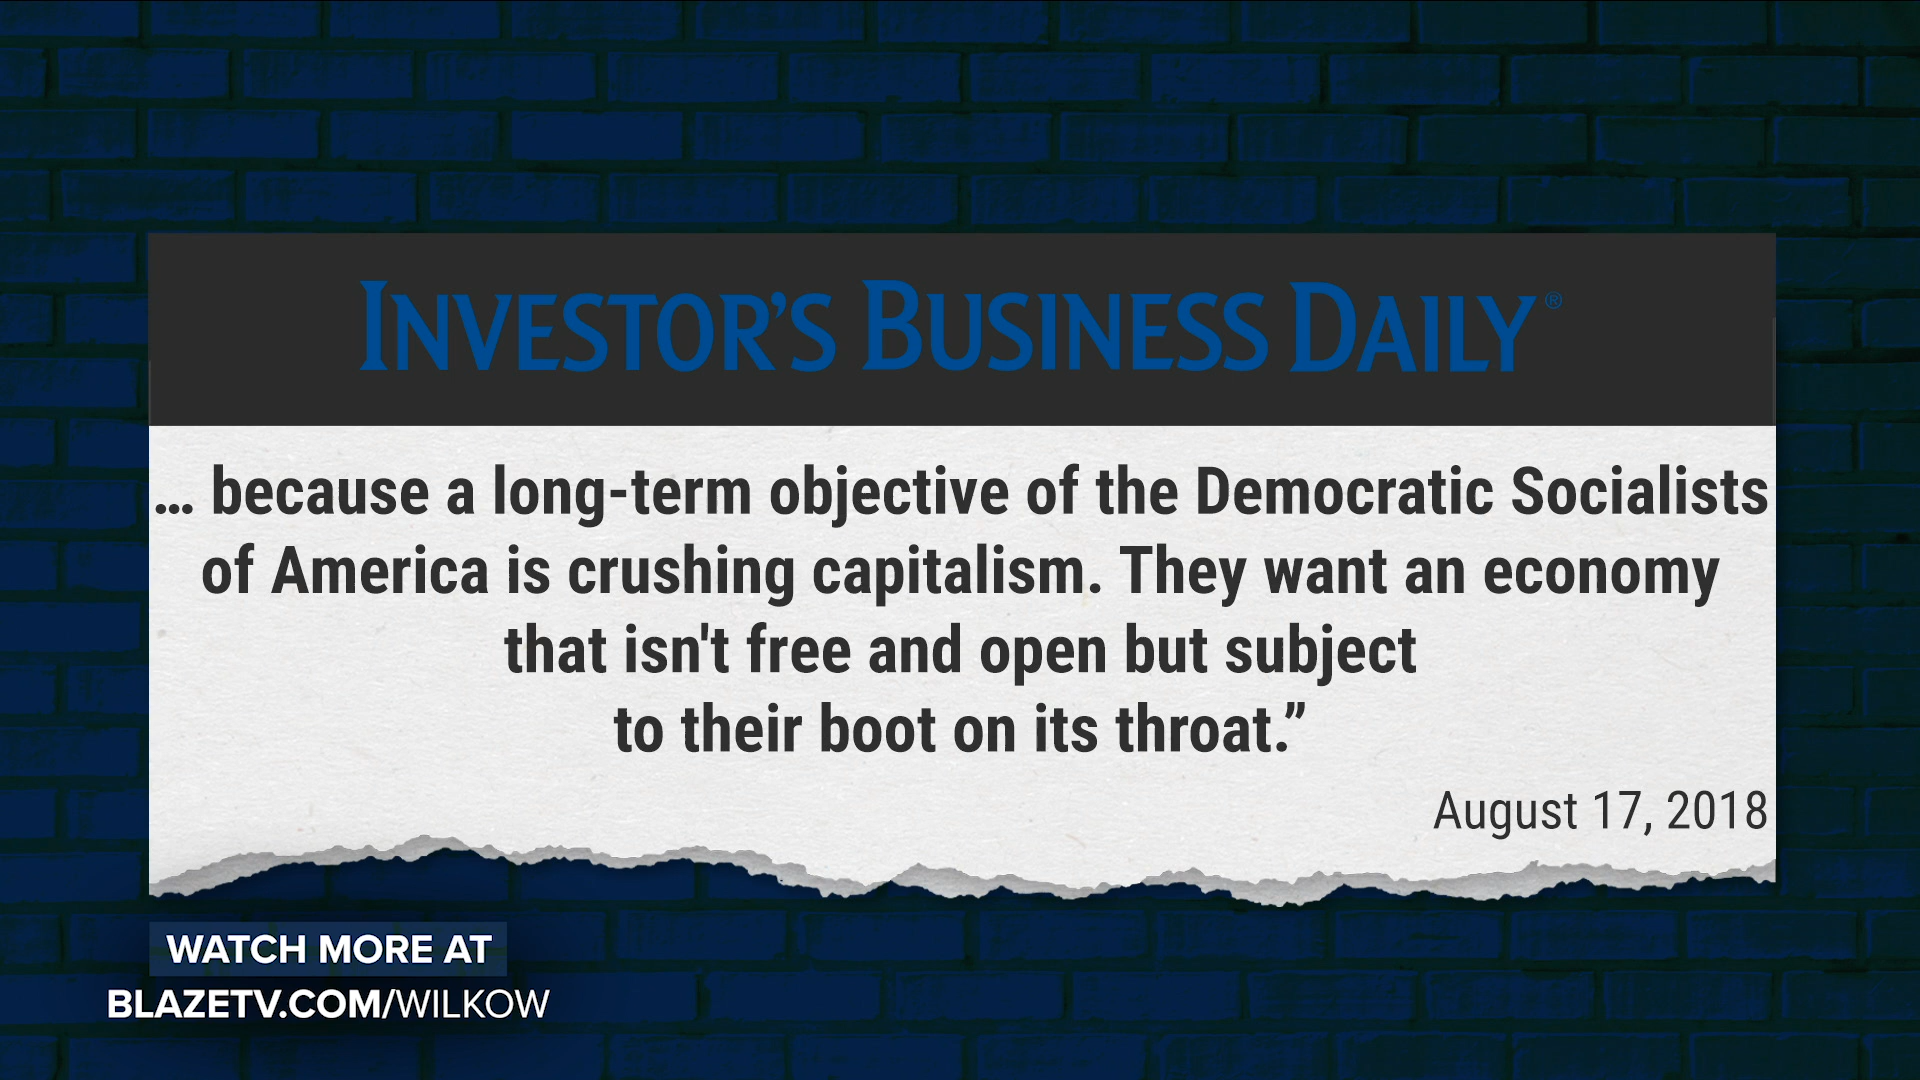 INVESTOR'S BUSINESS DAILY®
… because a long-term objective of the Democratic Socialists
of America is crushing capitalism. They want an economy
that isn't free and open but subject
to their boot on its throat.”
August 17, 2018
WATCH MORE AT
BLAZETV.COM/WILKOW